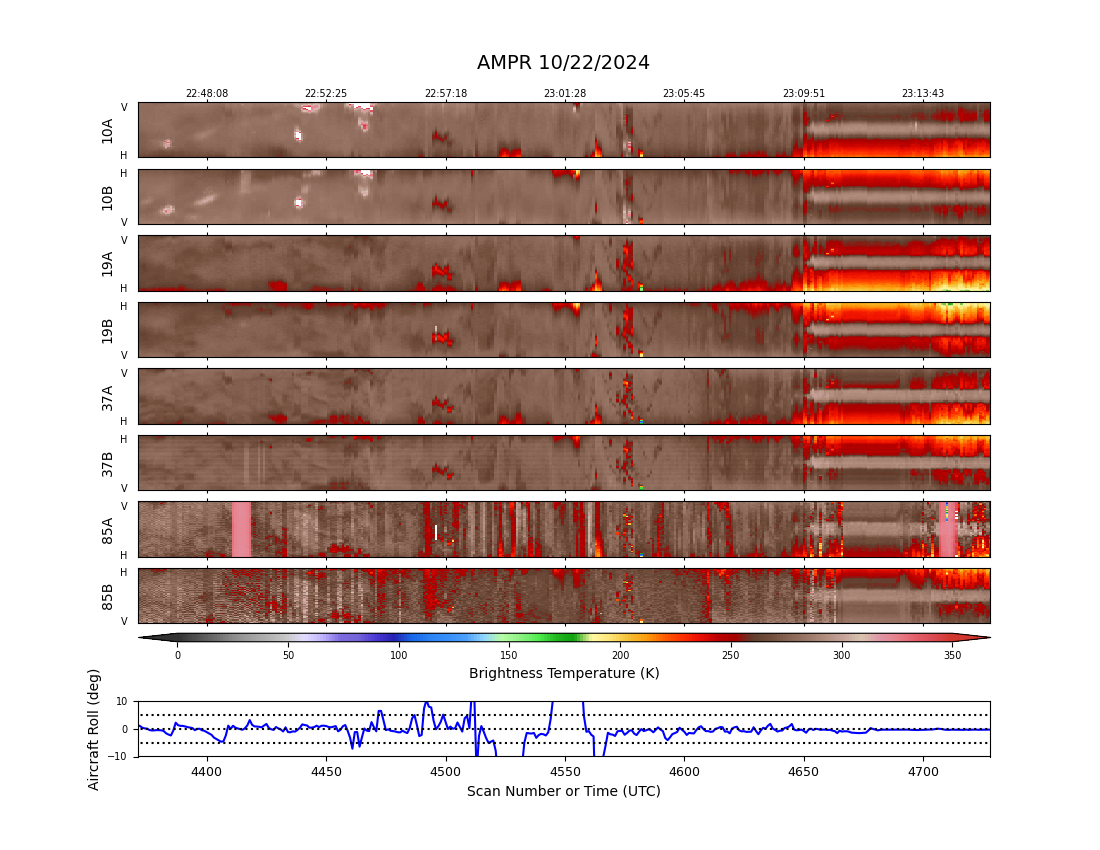 AMPR 10/22/2024
22:48:08 22:52:25 22:57:18 23:01:28 23:05:45 23:09:51 23:13:43
V
10A
H
H
10B
V
V
19A
H
H
19B
V
V
37A
H
H
37B
V
V
85A
H
H
85B
V
0 50 100 150 200 250 300 350
Brightness Temperature (K)
Aircraft Roll (deg)
10
0
−10
4400 4450 4500 4550 4600 4650 4700
Scan Number or Time (UTC)